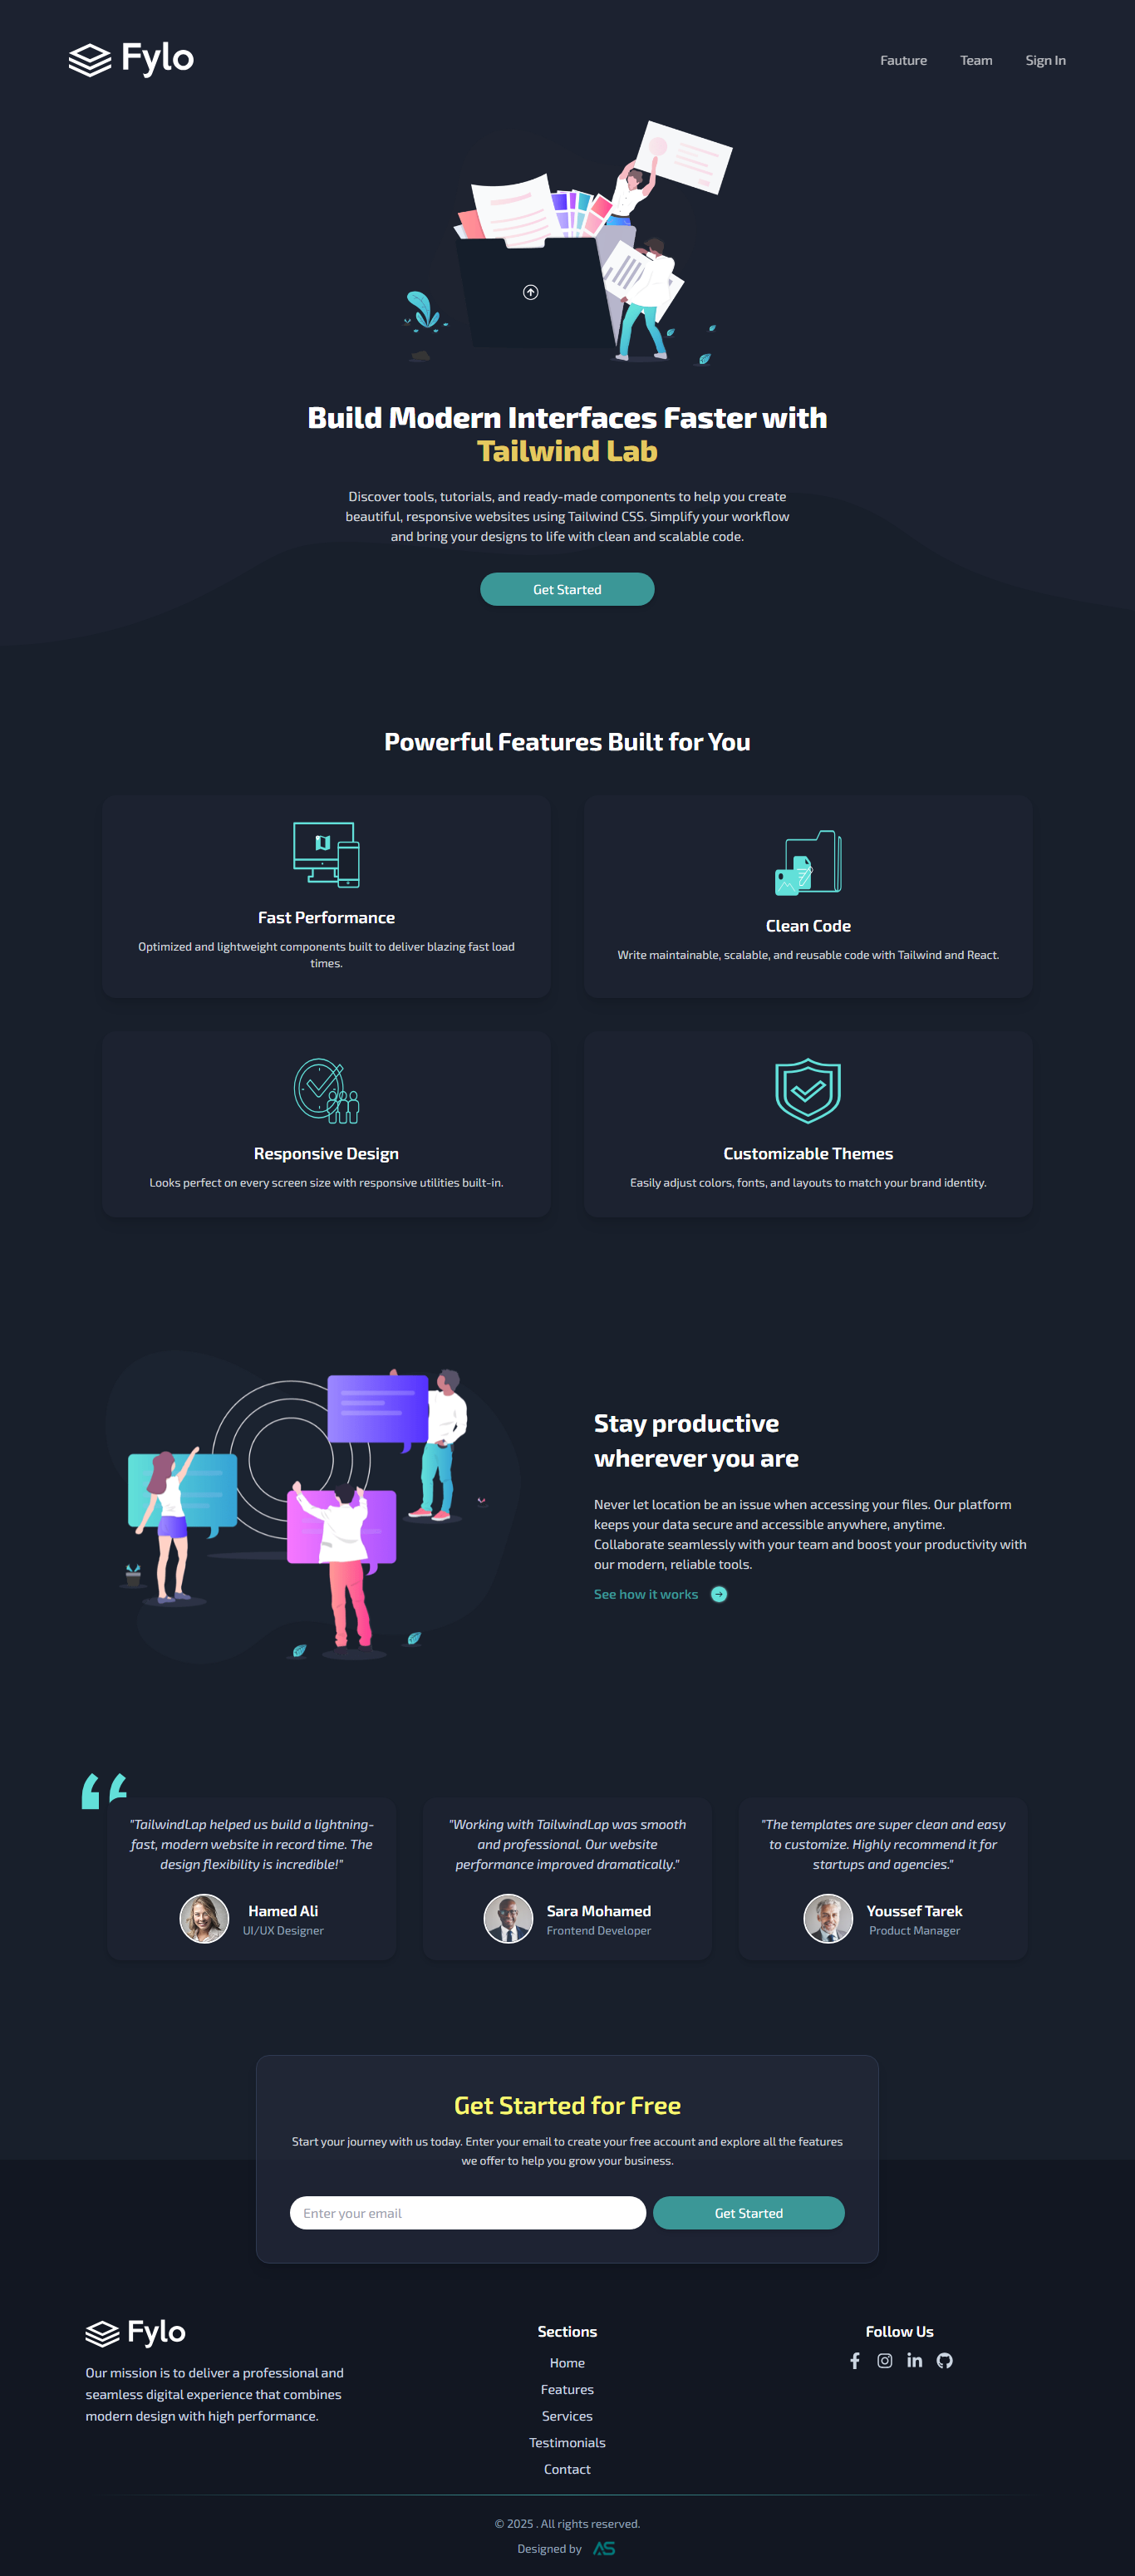 Fylo
Fauture Team Sign In
Build Modern Interfaces Faster with
Tailwind Lab
Discover tools, tutorials, and ready-made components to help you create
beautiful, responsive websites using Tailwind CSS. Simplify your workflow
and bring your designs to life with clean and scalable code.
Get Started
Powerful Features Built for You
Fast Performance
Optimized and lightweight components built to deliver blazing fast load
times.
Clean Code
Write maintainable, scalable, and reusable code with Tailwind and React.
Responsive Design
Looks perfect on every screen size with responsive utilities built-in.
Customizable Themes
Easily adjust colors, fonts, and layouts to match your brand identity.
Stay productive
wherever you are
Never let location be an issue when accessing your files. Our platform
keeps your data secure and accessible anywhere, anytime.
Collaborate seamlessly with your team and boost your productivity with
our modern, reliable tools.
See how it works
"TailwindLap helped us build a lightning-
fast, modern website in record time. The
design flexibility is incredible!"
Hamed Ali
UI/UX Designer
"Working with TailwindLap was smooth
and professional. Our website
performance improved dramatically."
Sara Mohamed
Frontend Developer
"The templates are super clean and easy
to customize. Highly recommend it for
startups and agencies."
Youssef Tarek
Product Manager
Get Started for Free
Start your journey with us today. Enter your email to create your free account and explore all the features
we offer to help you grow your business.
Enter your email
Get Started
Fylo
Our mission is to deliver a professional and
seamless digital experience that combines
modern design with high performance.
Sections
Home
Features
Services
Testimonials
Contact
Follow Us
© 2025 . All rights reserved.
Designed by AS